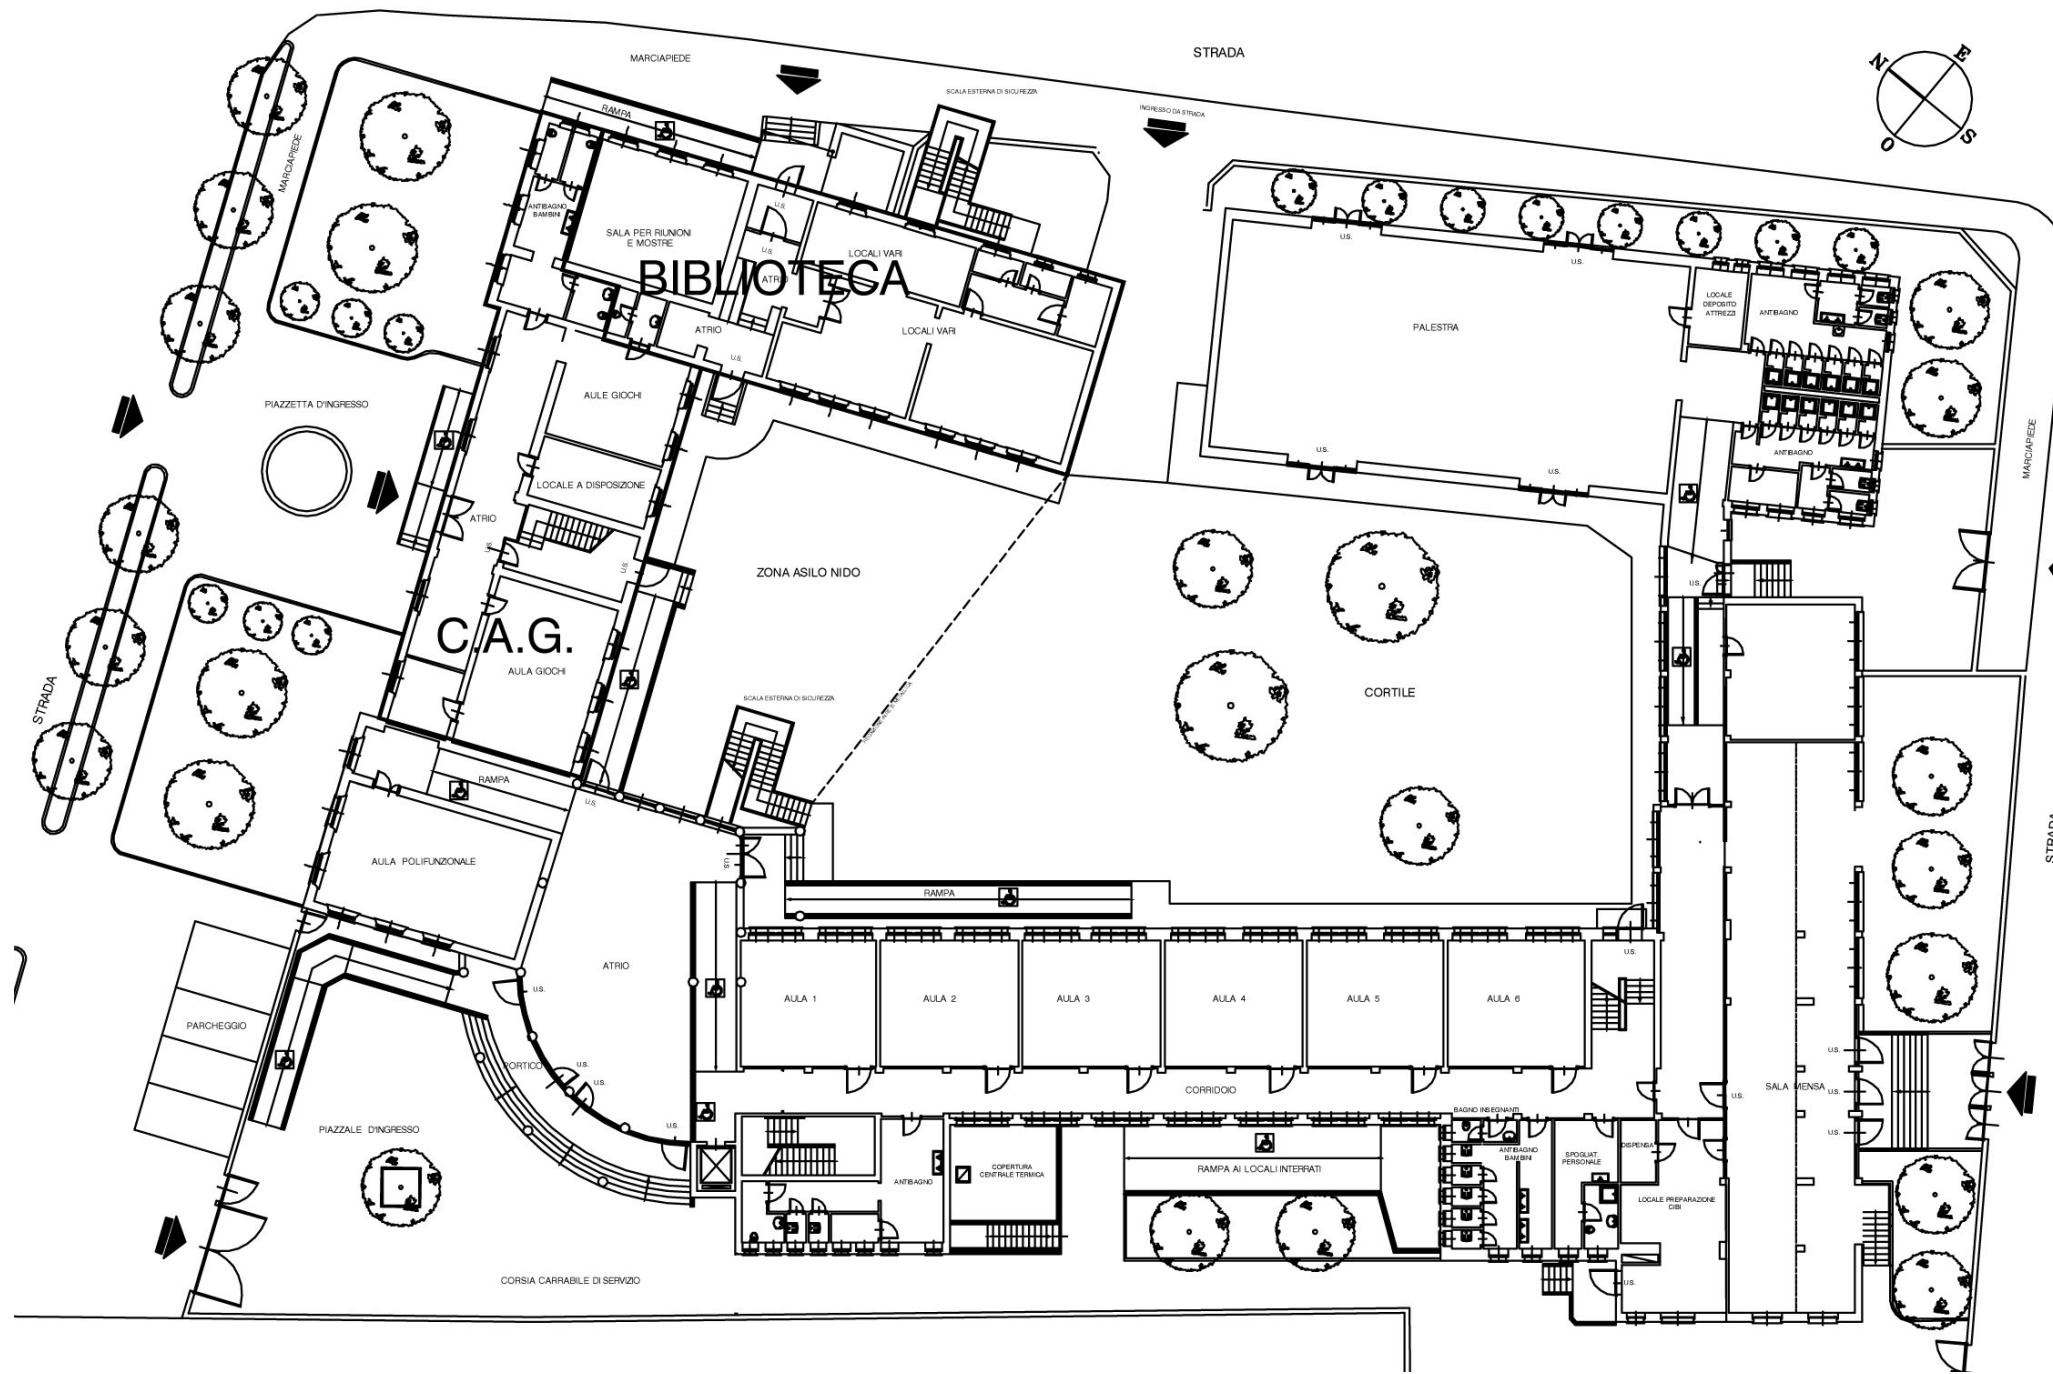 STRADA
MARCIAPIEDE
SCALA ESTERNA DI SICUREZZA
INGRESSO DA STRADA
N
E
S
O
RAMPA
MARCIAPIEDE
ANTIBAGNO
BAMBINI
SALA PER RIUNIONI
E MOSTRE
U.S.
U.S.
LOCALI VARI
BIBLIOTECA
ATRIO
ATRIO
U.S.
LOCALI VARI
U.S.
U.S.
PALESTRA
U.S.
U.S.
LOCALE
DEPOSITO
ATTREZZI
ANTIBAGNO
ANTIBAGNO
MARCIAPIEDE
PIAZZETTA D'INGRESSO
AULE GIOCHI
LOCALE A DISPOSIZIONE
ATRIO
U.S.
U.S.
ZONA ASILO NIDO
U.S.
C.A.G.
AULA GIOCHI
STRADA
SCALA ESTERNA DI SICUREZZA
CORTILE
RAMPA
U.S.
STRADA
AULA POLIFUNZIONALE
U.S.
RAMPA
ATRIO
U.S.
U.S.
AULA 1
AULA 2
AULA 3
AULA 4
AULA 5
AULA 6
PARCHEGGIO
PORTICO
U.S.
U.S.
U.S.
CORRIDOIO
SALA MENSA
U.S.
U.S.
U.S.
U.S.
PIAZZALE D'INGRESSO
BAGNO INSEGNANTI
ANTIBAGNO
BAMBINI
SPOGLIAT.
PERSONALE
DISPENSA
COPERTURA
CENTRALE TERMICA
RAMPA AI LOCALI INTERRATI
ANTIBAGNO
LOCALE PREPARAZIONE
CIBI
CORSIA CARRABILE DI SERVIZIO
U.S.